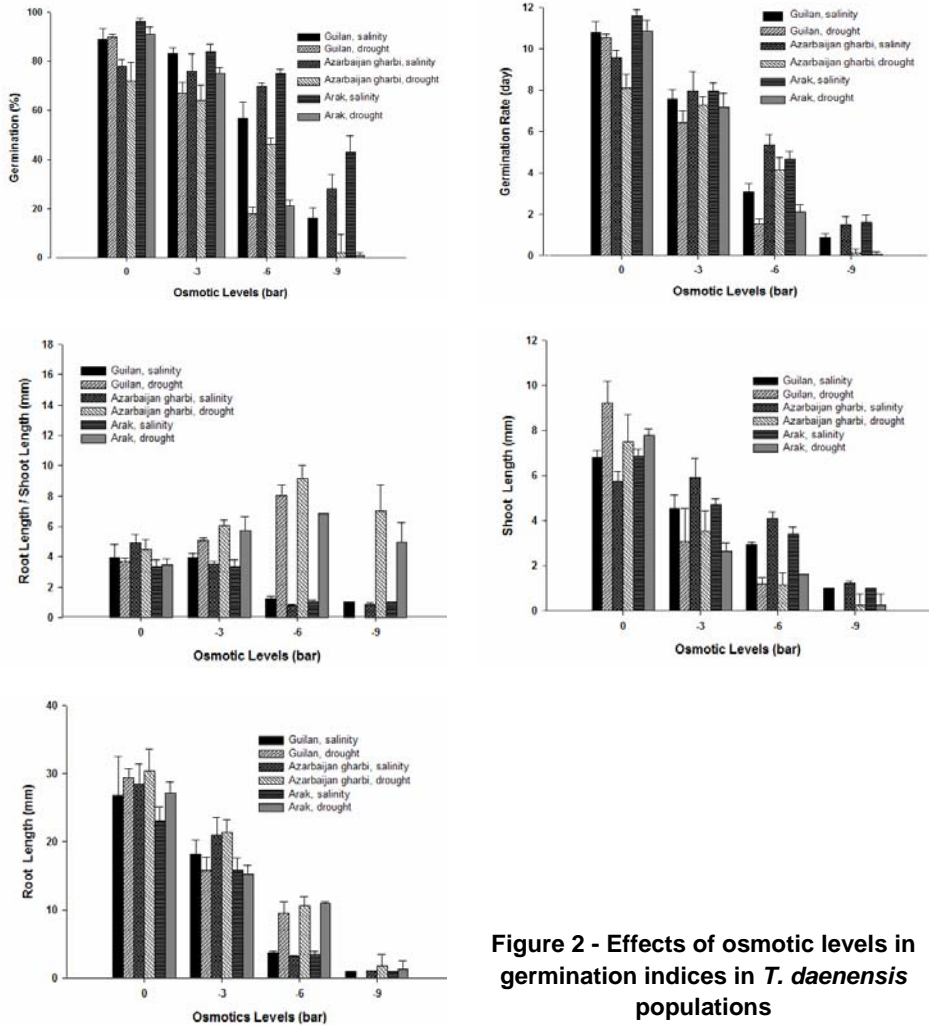 Germination (%)
100
80
60
40
20
0
0 -3 -6 -9
Osmotic Levels (bar)
Guilan, salinity
Guilan, drought
Azarbaijan gharbi, salinity
Azarbaijan gharbi, drought
Arak, salinity
Arak, drought
Germination Rate (day)
12
10
8
6
4
2
0
0 -3 -6 -9
Osmotic Levels (bar)
Guilan, salinity
Guilan, drought
Azarbaijan gharbi, salinity
Azarbaijan gharbi, drought
Arak, salinity
Arak, drought
Root Length / Shoot Length (mm)
18
16
14
12
10
8
6
4
2
0
0 -3 -6 -9
Osmotic Levels (bar)
Guilan, salinity
Guilan, drought
Azarbaijan gharbi, salinity
Azarbaijan gharbi, drought
Arak, salinity
Arak, drought
Shoot Length (mm)
12
10
8
6
4
2
0
0 -3 -6 -9
Osmotic Levels (bar)
Guilan, salinity
Guilan, drought
Azarbaijan gharbi, salinity
Azarbaijan gharbi, drought
Arak, salinity
Arak, drought
Root Length (mm)
40
30
20
10
0
0 -3 -6 -9
Osmotics Levels (bar)
Guilan, salinity
Guilan, drought
Azarbaijan gharbi, salinity
Azarbaijan gharbi, drought
Arak, salinity
Arak, drought
Figure 2 - Effects of osmotic levels in
germination indices in T. daenensis
populations